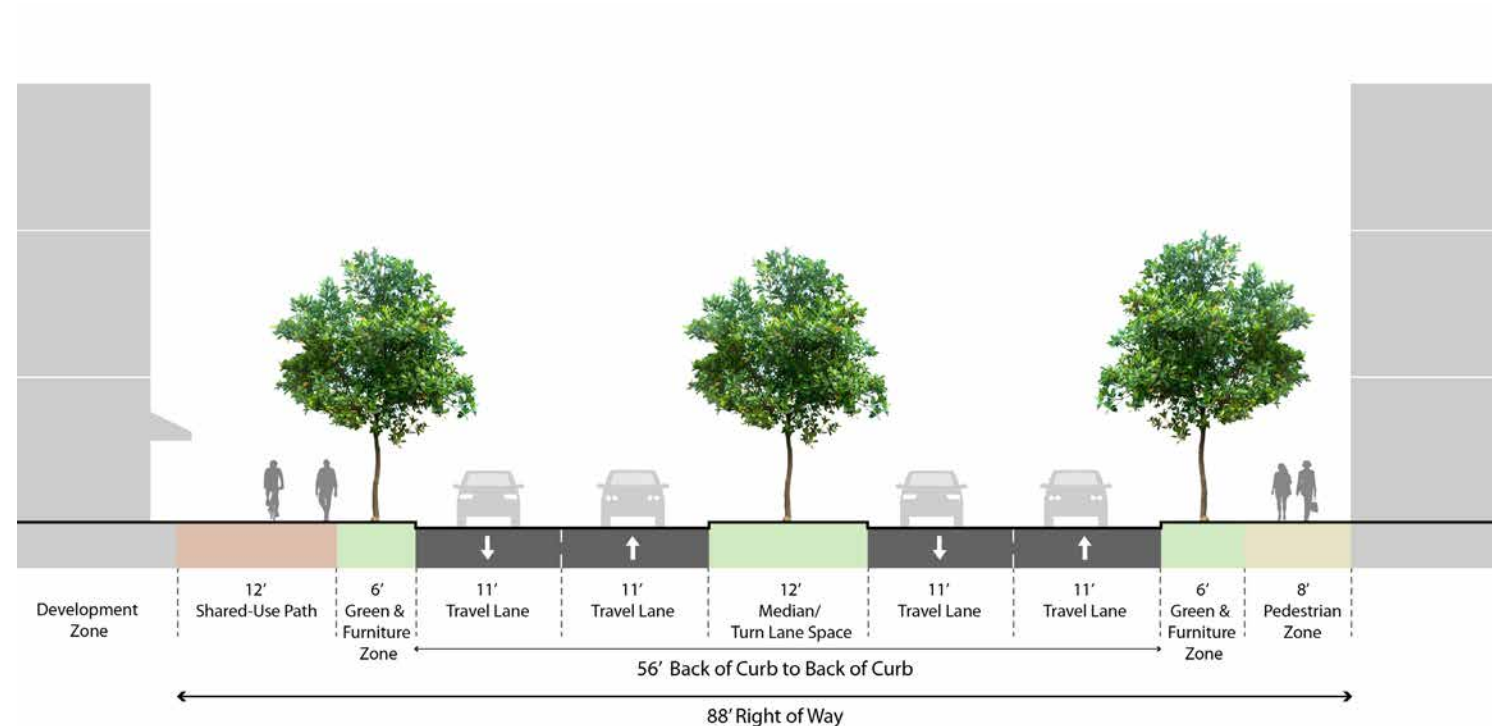 Development
Zone
12'
Shared-Use Path
6'
Green &
Furniture
Zone
11'
Travel Lane
11'
Travel Lane
12'
Median/
Turn Lane Space
11'
Travel Lane
11'
Travel Lane
6'
Green &
Furniture
Zone
8'
Pedestrian
Zone
56' Back of Curb to Back of Curb
88' Right of Way